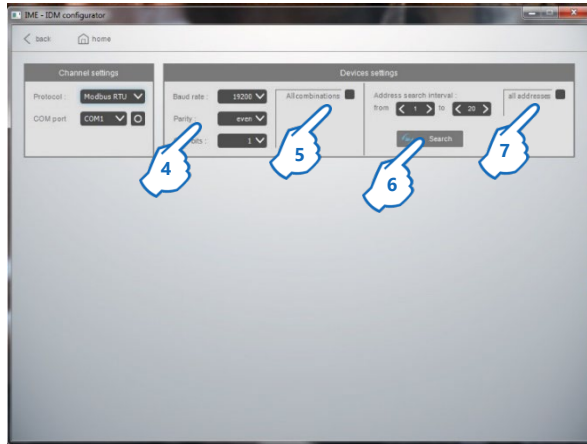 IME - IDM configurator
back
home
Channel settings
Protocol :
Modbus RTU
COM port
COM1
Devices settings
Baud rate :
19200
Parity :
even
bits :
1
All combinations
Address search interval :
from
1
to
20
Search
all addresses
4
5
6
7